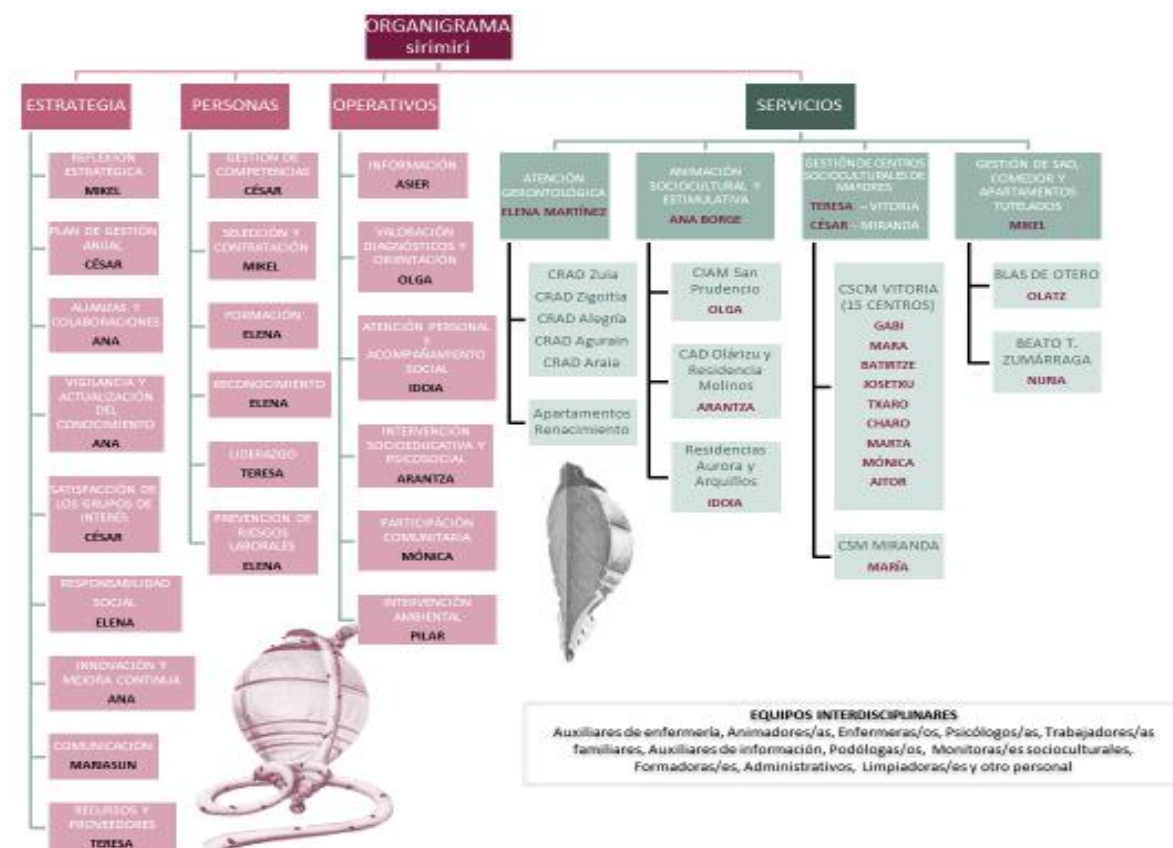 ORGANIGRAMA
sirimiri
ESTRATEGIA
REFLEXIÓN
ESTRATÉGICA
MIKEL
PLAN DE GESTIÓN
ANUAL
CÉSAR
ALIANZAS Y
COLABORACIONES
ANA
VIGILANCIA Y
ACTUALIZACIÓN
DEL
CONOCIMIENTO
ANA
SATISFACCIÓN DE
LOS GRUPOS DE
INTERÉS
CÉSAR
RESPONSABILIDAD
SOCIAL
ELENA
INNOVACIÓN Y
MEJORA CONTINUA
ANA
COMUNICACIÓN
MARIASUN
RECURSOS Y
PROVEEDORES
TERESA
PERSONAS
GESTIÓN DE
COMPETENCIAS
CÉSAR
SELECCIÓN Y
CONTRATACIÓN
MIKEL
FORMACIÓN
ELENA
RECONOCIMIENTO
ELENA
LIDERAZGO
TERESA
PREVENCIÓN DE
RIESGOS
LABORALES
ELENA
OPERATIVOS
INFORMACIÓN
ASIER
VALORACIÓN
DIAGNÓSTICOS Y
ORIENTACIÓN
OLGA
ATENCIÓN PERSONAL
Y
ACOMPAÑAMIENTO
SOCIAL
IDOIA
INTERVENCIÓN
SOCIOEDUCATIVA Y
PSICOSOCIAL
ARANTZA
PARTICIPACIÓN
COMUNITARIA
MÓNICA
INTERVENCIÓN
AMBIENTAL
PILAR
SERVICIOS
ATENCIÓN
GERONTOLÓGICA
ELENA MARTÍNEZ
CRAD Zuia
CRAD Zigoitia
CRAD Alegría
CRAD Agurain
CRAD Araia
Apartamentos
Renacimiento
ANIMACIÓN
SOCIOCULTURAL Y
ESTIMULATIVA
ANA BORGE
CIAM San
Prudencio
OLGA
CAD Olárizu y
Residencia
Molinos
ARANTZA
Residencias
Aurora y
Arquillos
IDOIA
GESTIÓN DE CENTROS
SOCIOCULTURALES DE
MAYORES
TERESA - VITORIA
CÉSAR - MIRANDA
CSCM VITORIA
(15 CENTROS)
GABI
MARA
BATIRTZE
JOSETXU
TXARO
CHARO
MARTA
MÓNICA
AITOR
CSM MIRANDA
MARÍA
GESTIÓN DE SAD,
COMEDOR Y
APARTAMENTOS
TUTELADOS
MIKEL
BLAS DE OTERO
OLATZ
BEATO T.
ZUMÁRRAGA
NURIA
EQUIPOS INTERDISCIPLINARES
Auxiliares de enfermería, Animadores/as, Enfermeras/os, Psicólogos/as, Trabajadores/as
familiares, Auxiliares de información, Podólogas/os, Monitoras/es socioculturales,
Formadoras/es, Administrativos, Limpiadoras/es y otro personal